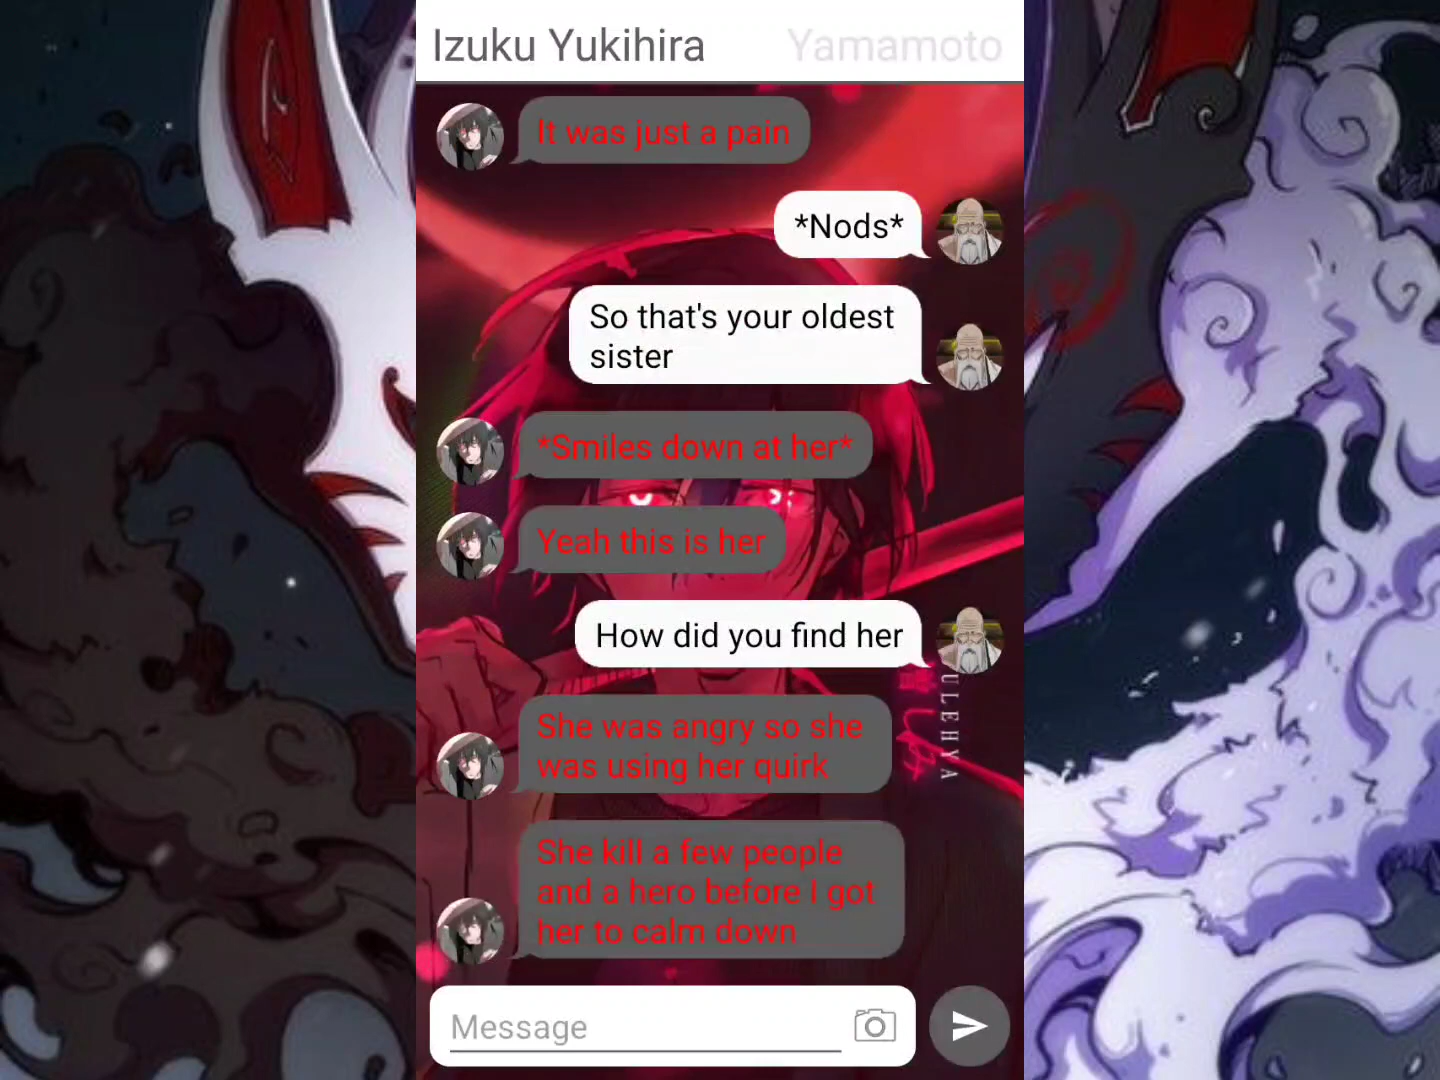 Izuku Yukihira Yamamoto
It was just a pain
*Nods*
So that's your oldest
sister
*Smiles down at her*
Yeah this is her
How did you find her
She was angry so she
was using her quirk
She kill a few people
and a hero before I got
her to calm down
ULEHYA
Message